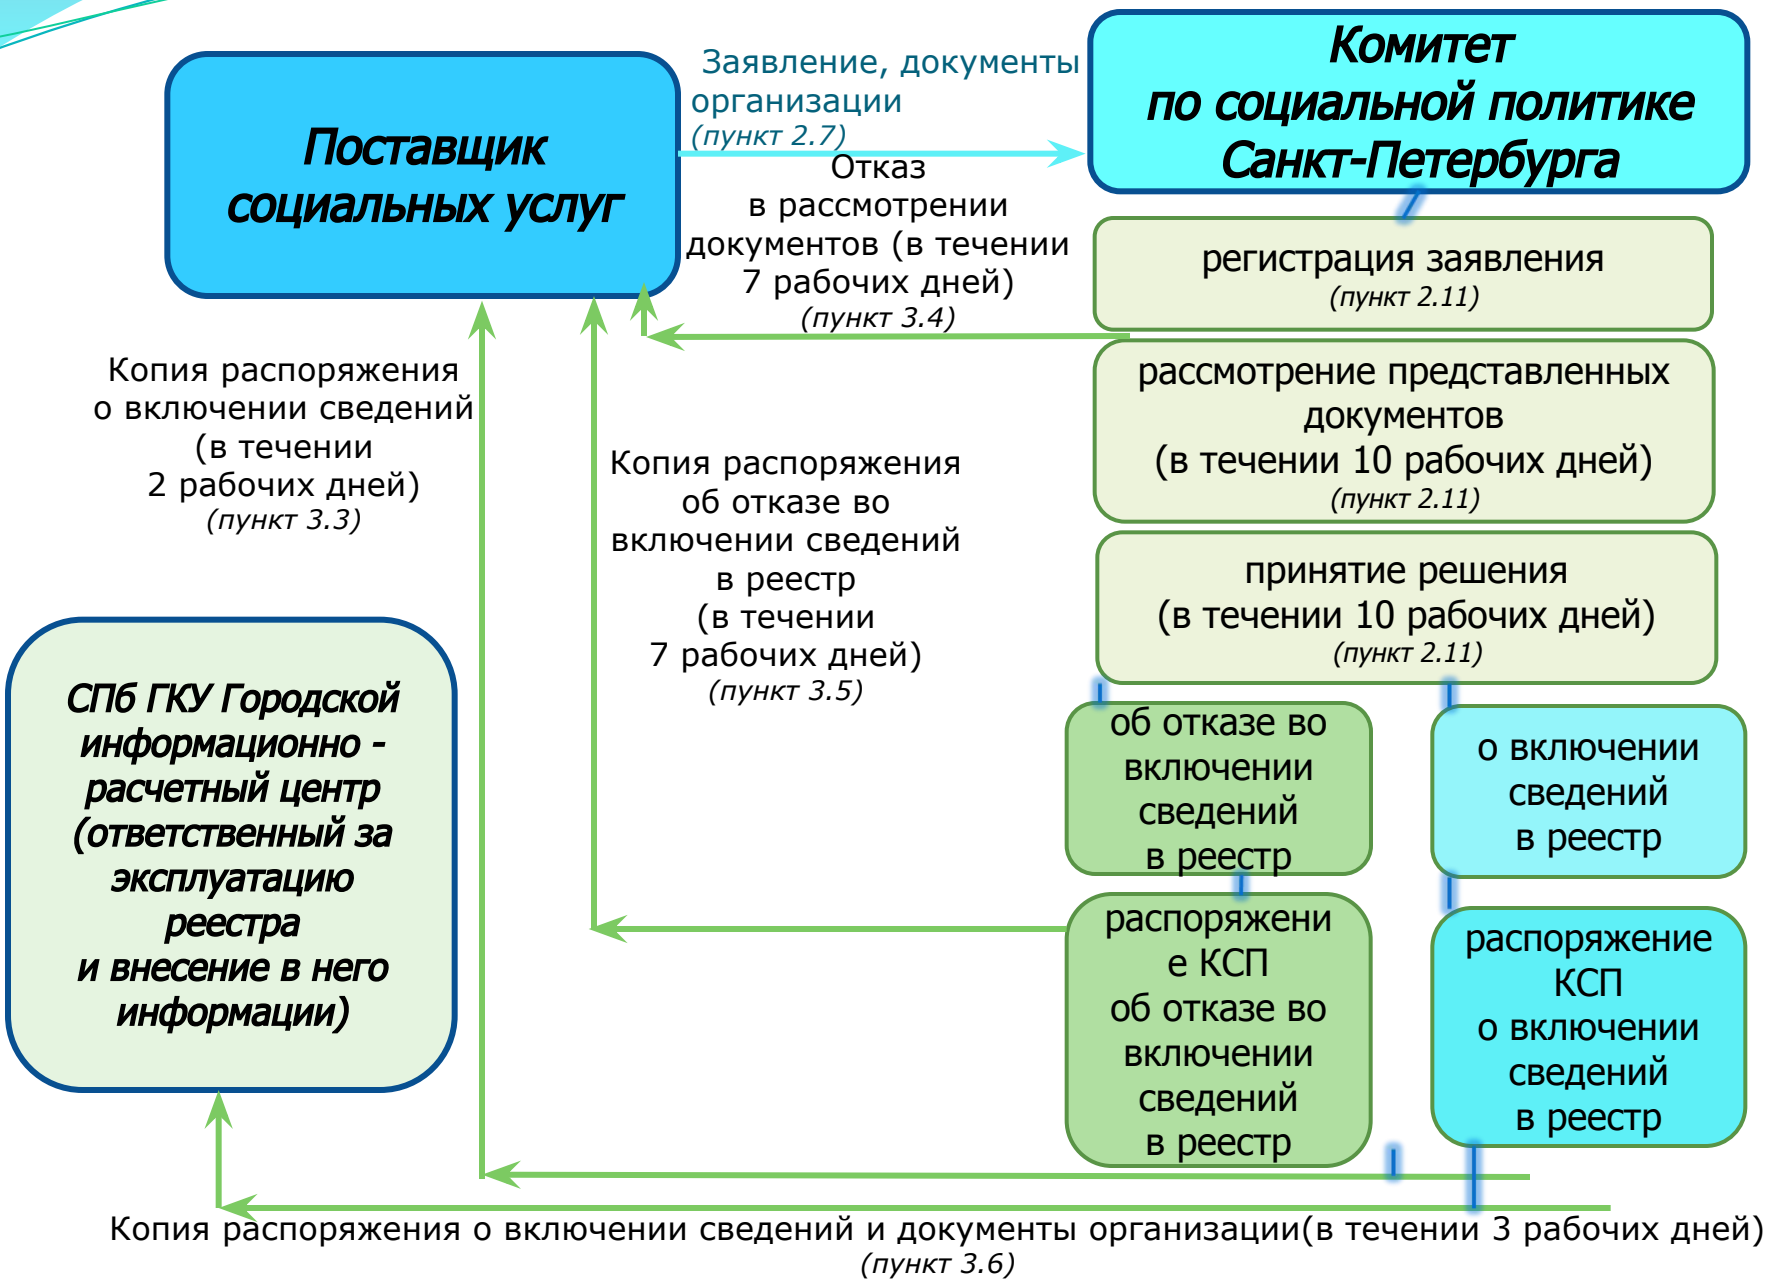 Поставщик
социальных услуг
Заявление, документы
организации
(пункт 2.7)
Комитет
по социальной политике
Санкт-Петербурга
Отказ
в рассмотрении
документов (в течении
7 рабочих дней)
(пункт 3.4)
регистрация заявления
(пункт 2.11)
рассмотрение представленных
документов
(в течении 10 рабочих дней)
(пункт 2.11)
принятие решения
(в течении 10 рабочих дней)
(пункт 2.11)
Копия распоряжения
о включении сведений
(в течении
2 рабочих дней)
(пункт 3.3)
Копия распоряжения
об отказе во
включении сведений
в реестр
(в течении
7 рабочих дней)
(пункт 3.5)
СПб ГКУ Городской
информационно -
расчетный центр
(ответственный за
эксплуатацию
реестра
и внесение в него
информации)
об отказе во
включении
сведений
в реестр
о включении
сведений
в реестр
распоряжени
е КСП
об отказе во
включении
сведений
в реестр
распоряжение
КСП
о включении
сведений
в реестр
Копия распоряжения о включении сведений и документы организации(в течении 3 рабочих дней)
(пункт 3.6)